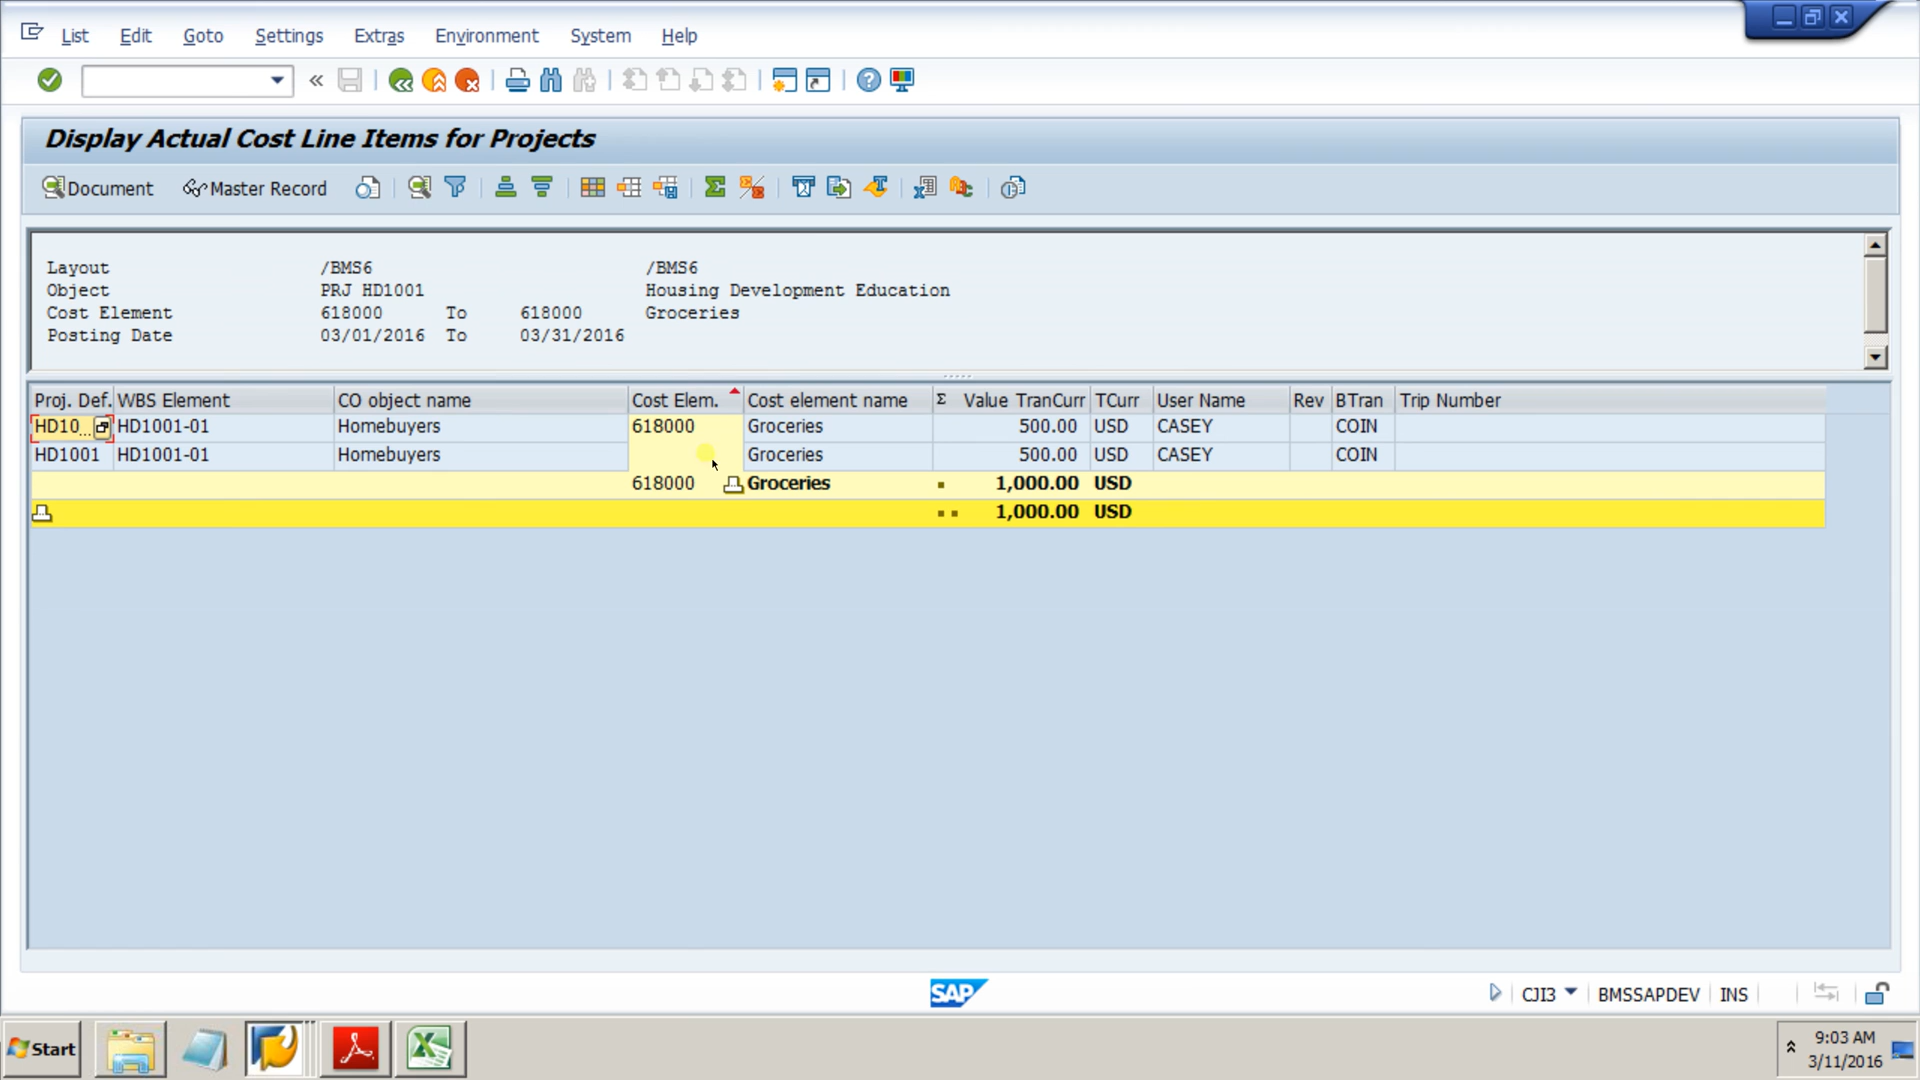 List Edit Goto Settings Extras Environment System Help
Display Actual Cost Line Items for Projects
Document Master Record
Layout /BMS6 /BMS6
Object PRJ HD1001 Housing Development Education
Cost Element 618000 To 618000 Groceries
Posting Date 03/01/2016 To 03/31/2016
Proj. Def. WBS Element CO object name Cost Elem. Cost element name Σ Value TranCurr TCurr User Name Rev BTran Trip Number
HD10... HD1001-01 Homebuyers 618000 Groceries 500.00 USD CASEY COIN
HD1001 HD1001-01 Homebuyers Groceries 500.00 USD CASEY COIN
618000 Groceries 1,000.00 USD
1,000.00 USD
SAP CJI3 BMSSAPDEV INS
Start 9:03 AM
3/11/2016